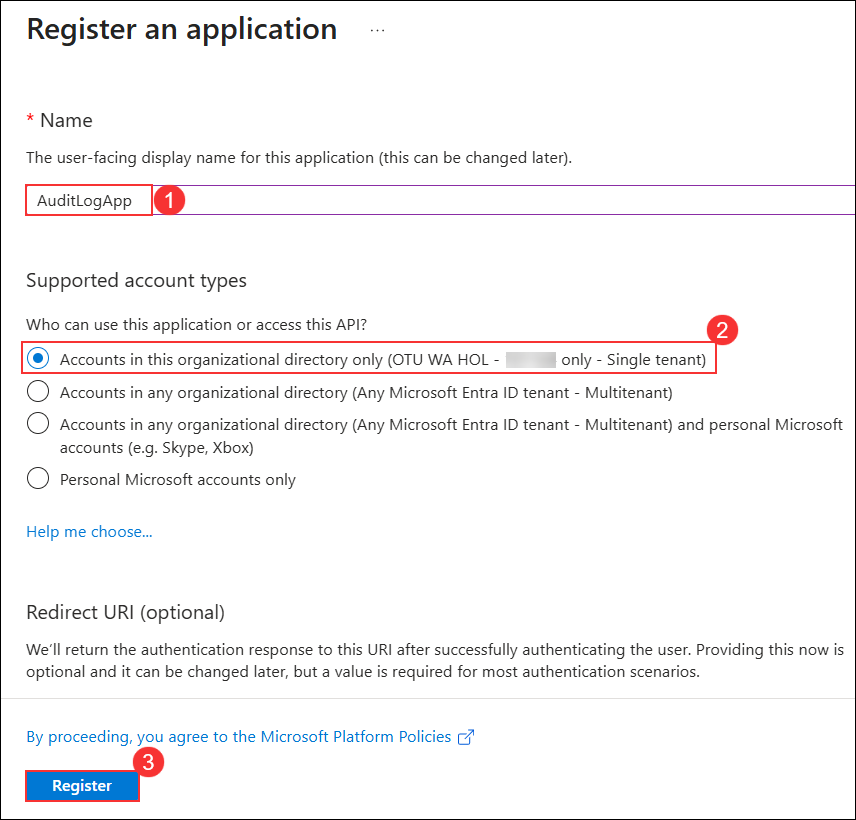 Register an application ...
* Name
The user-facing display name for this application (this can be changed later).
AuditLogApp 1
Supported account types
Who can use this application or access this API?
2
Accounts in this organizational directory only (OTU WA HOL - only - Single tenant)
Accounts in any organizational directory (Any Microsoft Entra ID tenant - Multitenant)
Accounts in any organizational directory (Any Microsoft Entra ID tenant - Multitenant) and personal Microsoft
accounts (e.g. Skype, Xbox)
Personal Microsoft accounts only
Help me choose...
Redirect URI (optional)
We'll return the authentication response to this URI after successfully authenticating the user. Providing this now is
optional and it can be changed later, but a value is required for most authentication scenarios.
By proceeding, you agree to the Microsoft Platform Policies
3
Register